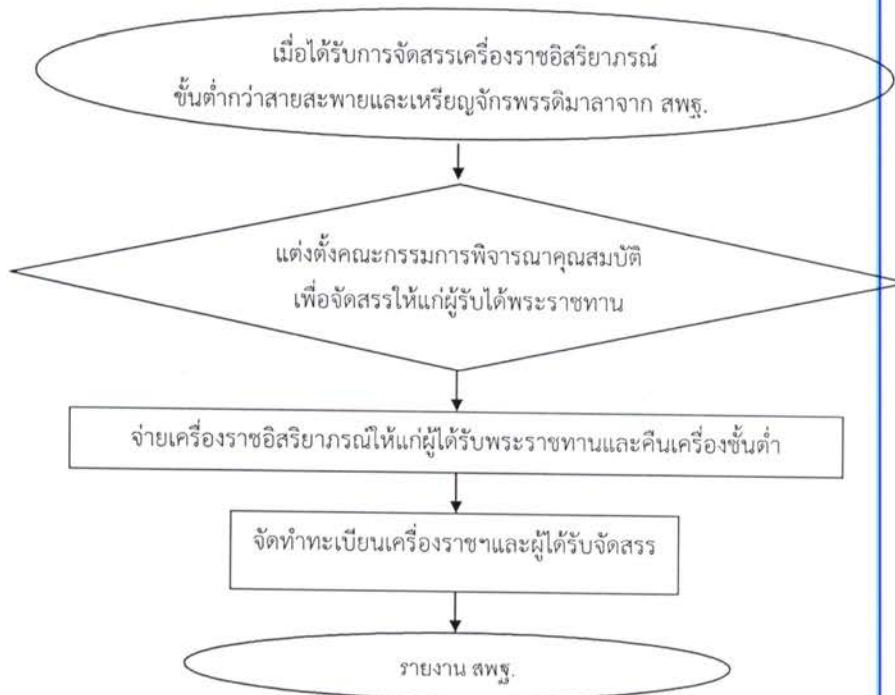 เมื่อได้รับการจัดสรรเครื่องราชอิสริยาภรณ์
ชั้นต่ำกว่าสายสะพายและเหรียญจักรพรรดิมาลาจาก สพฐ.
แต่งตั้งคณะกรรมการพิจารณาคุณสมบัติ
เพื่อจัดสรรให้แก่ผู้รับได้พระราชทาน
จ่ายเครื่องราชอิสริยาภรณ์ให้แก่ผู้ได้รับพระราชทานและคืนเครื่องชั้นต่ำ
จัดทำทะเบียนเครื่องราชฯและผู้ได้รับจัดสรร
รายงาน สพฐ.